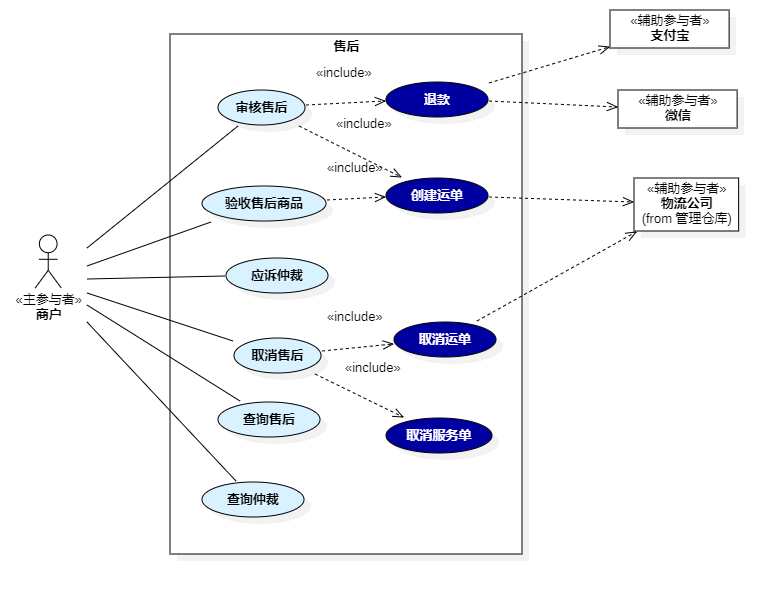 «辅助参与者»
支付宝
售后
«include»
审核售后
退款
«辅助参与者»
微信
«include»
«include»
验收售后商品
创建运单
«辅助参与者»
物流公司
(from 管理仓库)
应诉仲裁
«主参与者»
商户
«include»
取消售后
取消运单
«include»
查询售后
取消服务单
查询仲裁